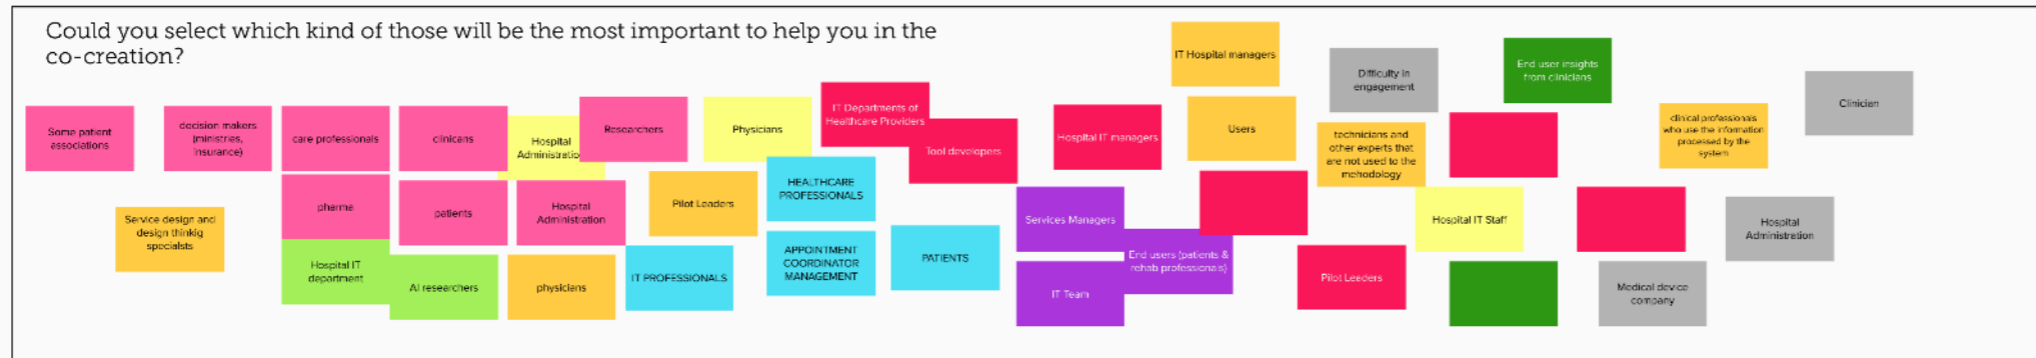 Could you select which kind of those will be the most important to help you in the
co-creation?
Some patient
associations
decision makers
(ministries,
insurance)
care professionals
clinicans
Hospital
Administratio
Researchers
Physicians
IT Departments of
Healthcare Providers
Tool developers
Hospital IT managers
IT Hospital managers
Users
Difficulty in
engagement
technicians and
other experts that
are not used to the
mehodology
End user insights
from clinicians
clinical professionals
who use the information
processed by the
system
Clinician
Service design and
design thinkig
specialsts
pharma
patients
Hospital
Administration
Pilot Leaders
HEALTHCARE
PROFESSIONALS
Services Managers
Hospital IT Staff
Hospital
Administration
Hospital IT
department
AI researchers
physicians
IT PROFESSIONALS
APPOINTMENT
COORDINATOR
MANAGEMENT
PATIENTS
End users (patients &
rehab professionals)
IT Team
Pilot Leaders
Medical device
company